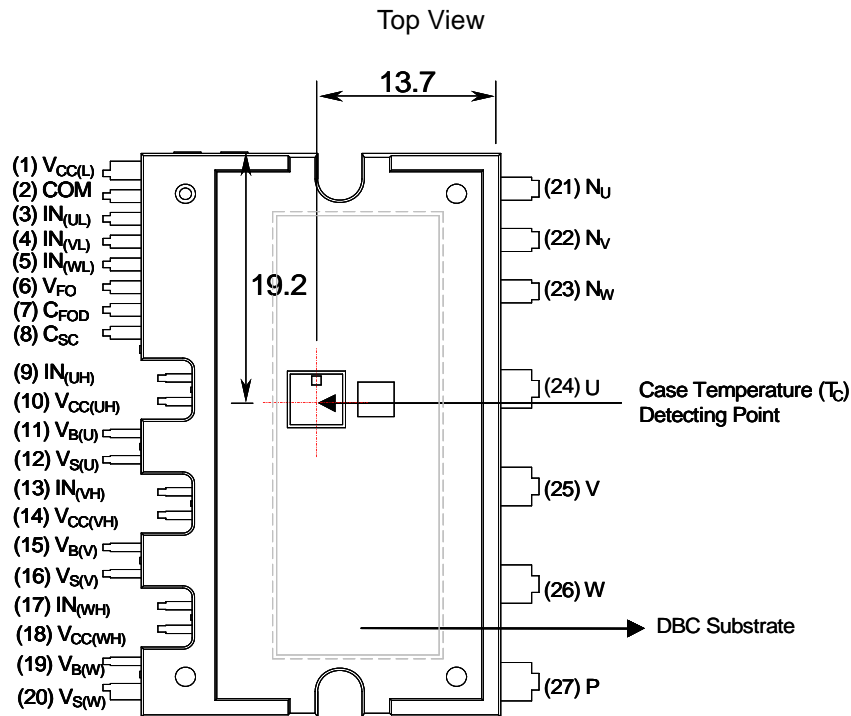 Top View
13.7
19.2
(1) VCC(L)
(2) COM
(3) IN(UL)
(4) IN(VL)
(5) IN(WL)
(6) VFO
(7) CFOD
(8) CSC
(9) IN(UH)
(10) VCC(UH)
(11) VB(U)
(12) VS(U)
(13) IN(VH)
(14) VCC(VH)
(15) VB(V)
(16) VS(V)
(17) IN(WH)
(18) VCC(WH)
(19) VB(W)
(20) VS(W)
(21) NU
(22) NV
(23) NW
(24) U
(25) V
(26) W
(27) P
Case Temperature (TC)
Detecting Point
DBC Substrate